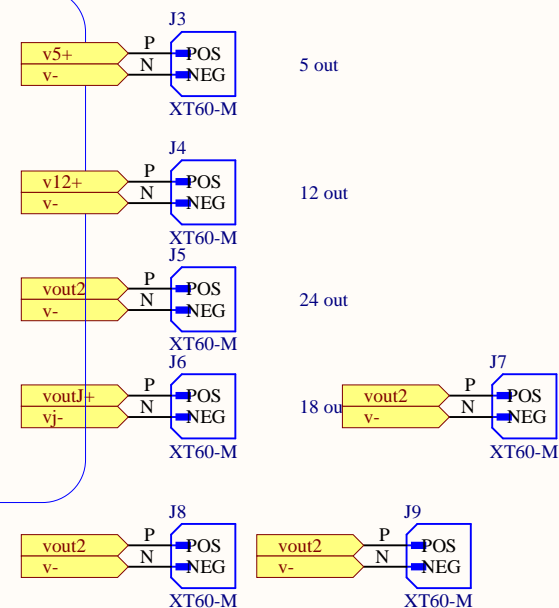 J3
v5+ P POS
v- N NEG
5 out
XT60-M
J4
v12+ P POS
v- N NEG
12 out
XT60-M
J5
vout2 P POS
v- N NEG
24 out
XT60-M
J6
voutJ+ P POS
vj- N NEG
18 ou
XT60-M
J7
vout2 P POS
v- N NEG
XT60-M
J8
vout2 P POS
v- N NEG
XT60-M
J9
vout2 P POS
v- N NEG
XT60-M